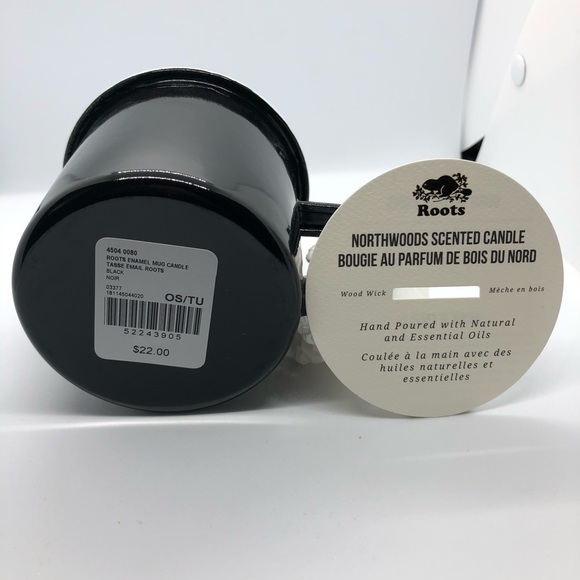 4504 0080
ROOTS ENAMEL MUG CANDLE
TASSE ÉMAIL ROOTS
BLACK
NOIR
03377
181145044020
OS/TU
52243905
$22.00
Roots
NORTHWOODS SCENTED CANDLE
BOUGIE AU PARFUM DE BOIS DU NORD
Wood Wick
Mèche en bois
Hand Poured with Natural
and Essential Oils
Coulée à la main avec des
huiles naturelles et
essentielles